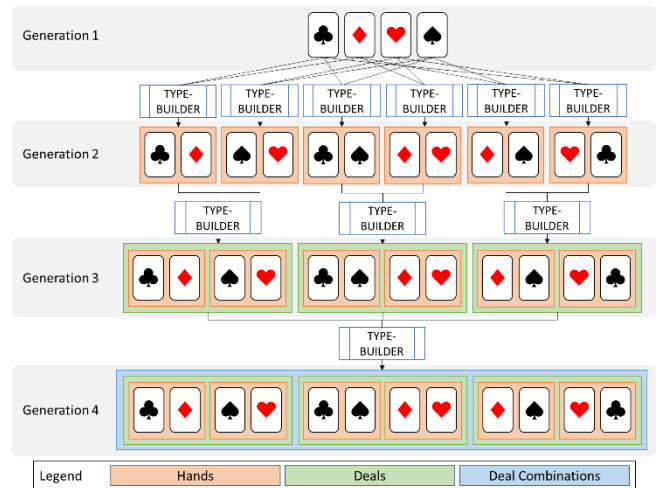 Generation 1
TYPE-
BUILDER
TYPE-
BUILDER
TYPE-
BUILDER
TYPE-
BUILDER
TYPE-
BUILDER
TYPE-
BUILDER
Generation 2
TYPE-
BUILDER
TYPE-
BUILDER
TYPE-
BUILDER
Generation 3
TYPE-
BUILDER
Generation 4
Legend Hands Deals Deal Combinations